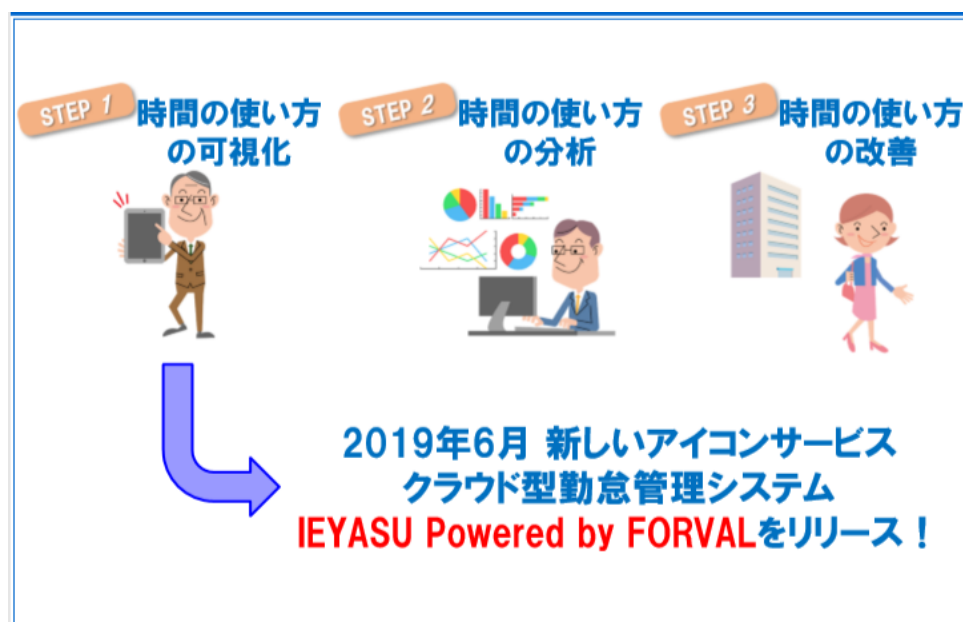 STEP 1
時間の使い方
の可視化
STEP 2
時間の使い方
の分析
STEP 3
時間の使い方
の改善
2019年6月 新しいアイコンサービス
クラウド型勤怠管理システム
IEYASU Powered by FORVALをリリース！